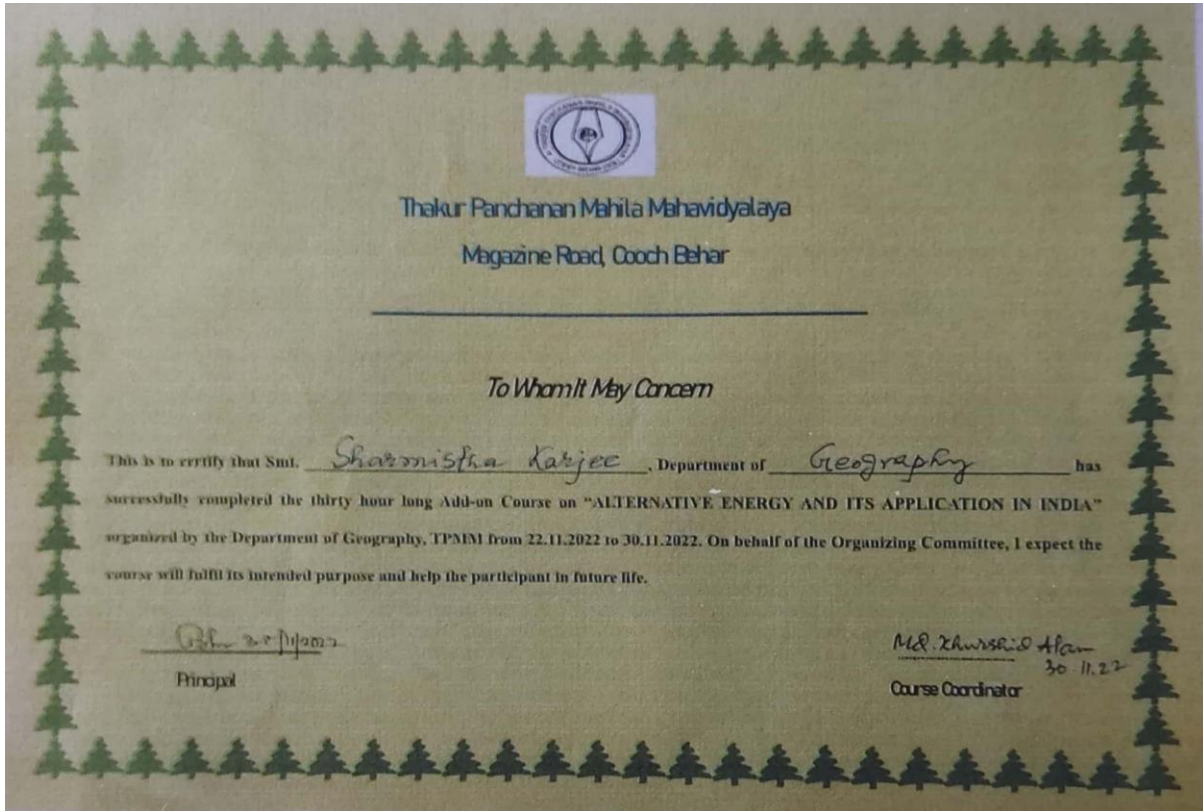 Thakur Panchanan Mahila Mahavidyalaya
Magazine Road, Cooch Behar
To Whom It May Concern
This is to certify that Smt. Sharmistha Karjee, Department of Geography has
successfully completed the thirty hour long Add-on Course on “ALTERNATIVE ENERGY AND ITS APPLICATION IN INDIA”
organized by the Department of Geography, TPMM from 22.11.2022 to 30.11.2022. On behalf of the Organizing Committee, I expect the
course will fulfil its intended purpose and help the participant in future life.
30/11/2022
Principal
Md. Khurshid Alam
30.11.22
Course Coordinator